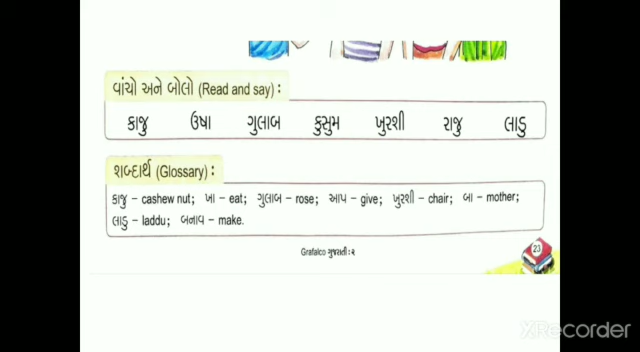 વાંચો અને બોલો (Read and say) :
કાજુ ઉષા ગુલાબ કુસુમ ખુરશી રાજુ લાડુ
શબ્દાર્થ (Glossary) :
કાજુ – cashew nut; ખા – eat; ગુલાબ – rose; આપ – give; ખુરશી – chair; બા – mother;
લાડુ – laddu; બનાવ – make.
Grafalco ગુજરાતી : ૨
23
XRecorder